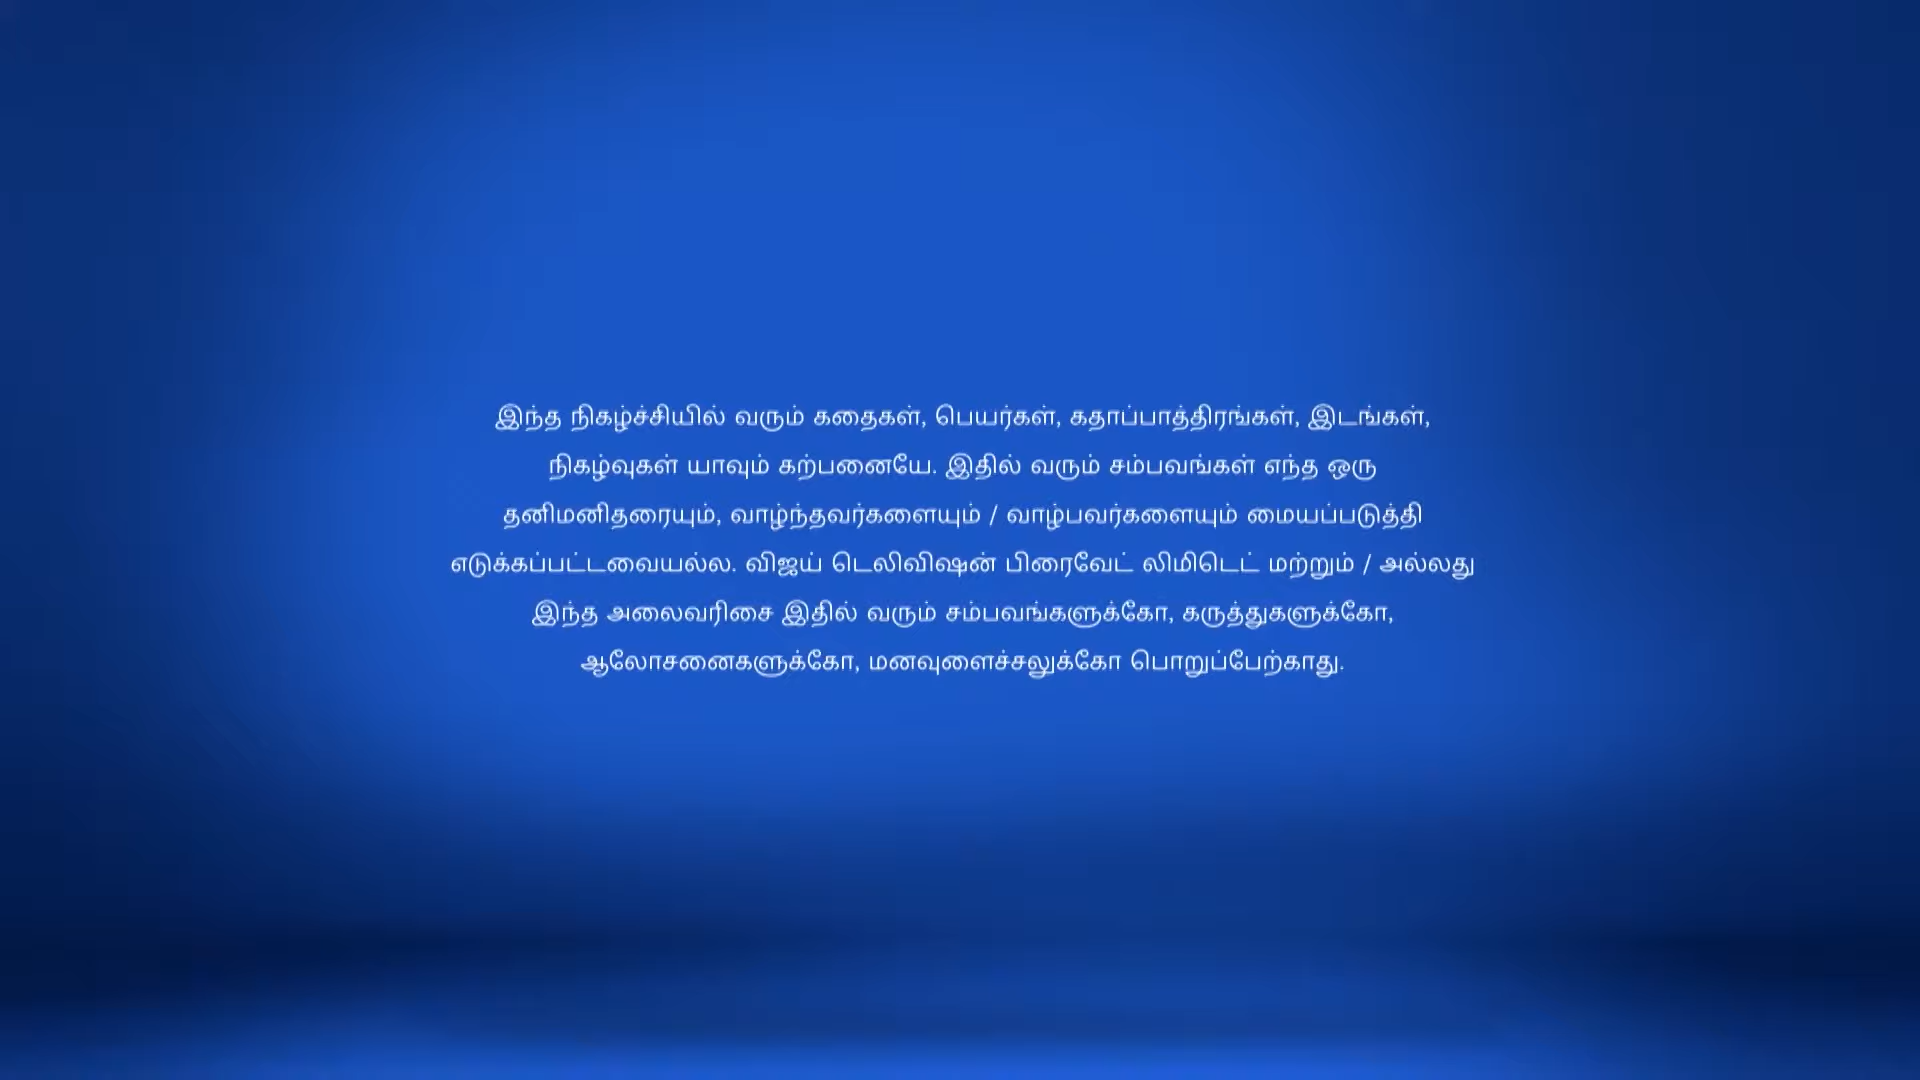 இந்த நிகழ்ச்சியில் வரும் கதைகள், பெயர்கள், கதாப்பாத்திரங்கள், இடங்கள்,
நிகழ்வுகள் யாவும் கற்பனையே. இதில் வரும் சம்பவங்கள் எந்த ஒரு
தனிமனிதரையும், வாழ்ந்தவர்களையும் / வாழ்பவர்களையும் மையப்படுத்தி
எடுக்கப்பட்டவையல்ல. விஜய் டெலிவிஷன் பிரைவேட் லிமிடெட் மற்றும் / அல்லது
இந்த அலைவரிசை இதில் வரும் சம்பவங்களுக்கோ, கருத்துகளுக்கோ,
ஆலோசனைகளுக்கோ, மனவுளைச்சலுக்கோ பொறுப்பேற்காது.